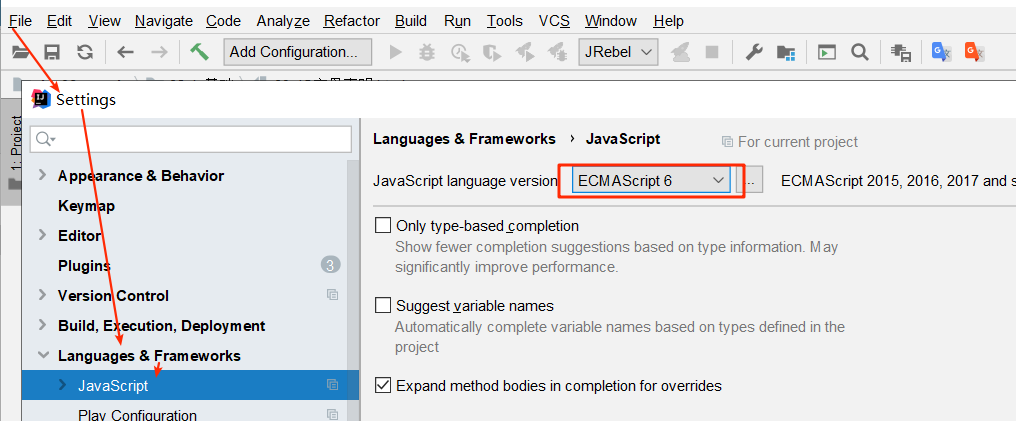 File Edit View Navigate Code Analyze Refactor Build Run Tools VCS Window Help
Add Configuration... JRebel
Settings
1: Project
Languages & Frameworks › JavaScript For current project
JavaScript language version ECMAScript 6 ... ECMAScript 2015, 2016, 2017 and s
Appearance & Behavior
Keymap
Editor
Plugins 3
Version Control
Build, Execution, Deployment
Languages & Frameworks
JavaScript
Play Configuration
Only type-based completion
Show fewer completion suggestions based on type information. May
significantly improve performance.
Suggest variable names
Automatically complete variable names based on types defined in the
project
Expand method bodies in completion for overrides